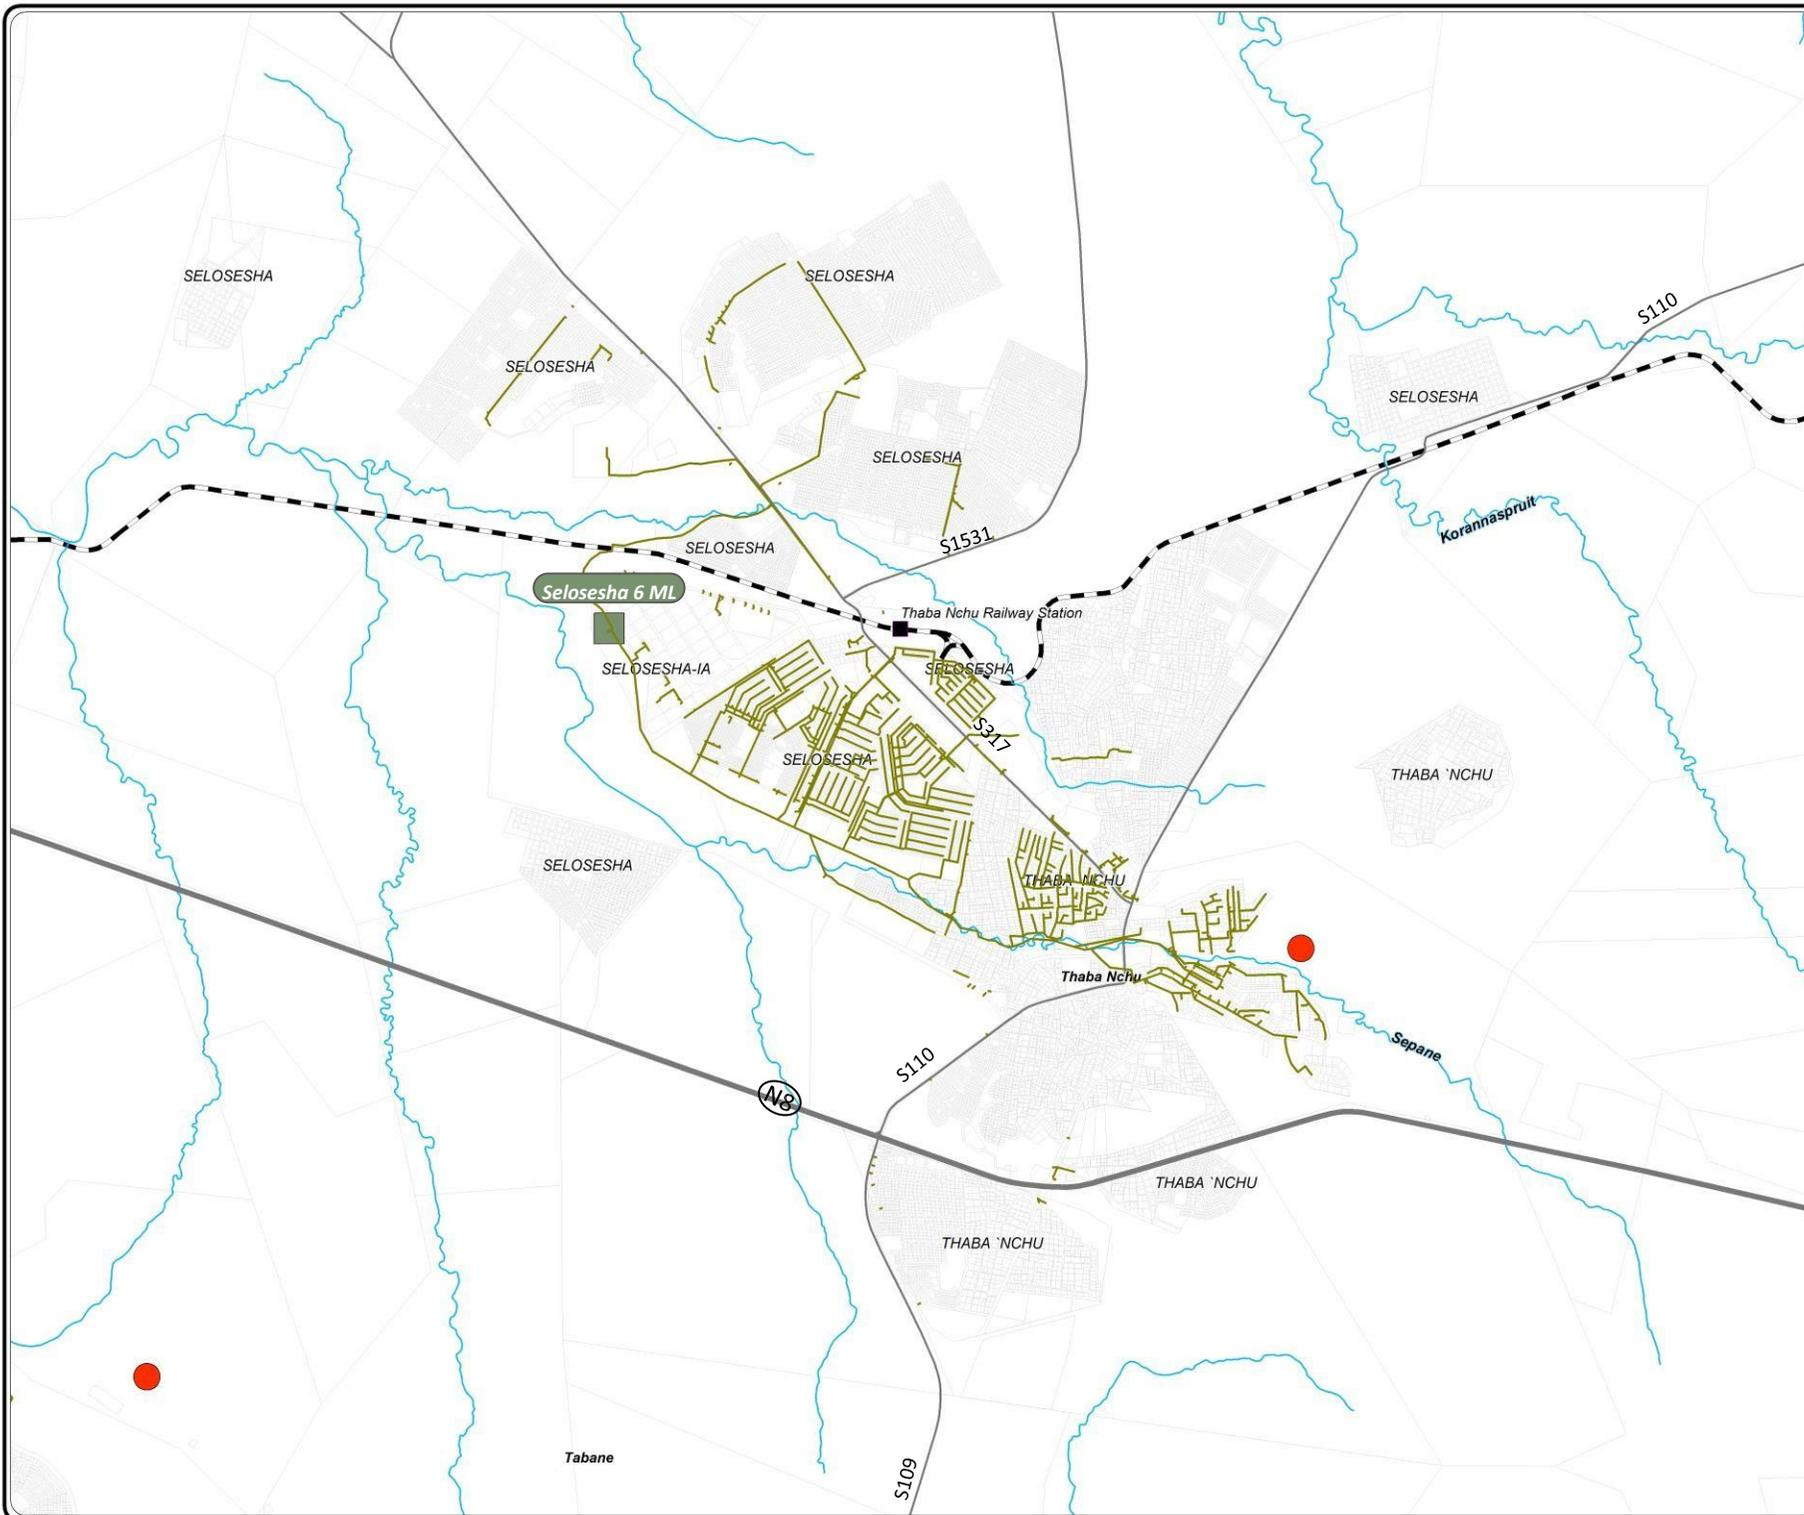 SELOSESHA
SELOSESHA
S110
SELOSESHA
SELOSESHA
SELOSESHA
Korannaspruit
S1531
SELOSESHA
Selosesha 6 ML
Thaba Nchu Railway Station
SELOSESHA-IA
SELOSESHA
S317
SELOSESHA
THABA `NCHU
SELOSESHA
THABA `NCHU
Thaba Nchu
Sepane
S110
N8
THABA `NCHU
THABA `NCHU
Tabane
S109